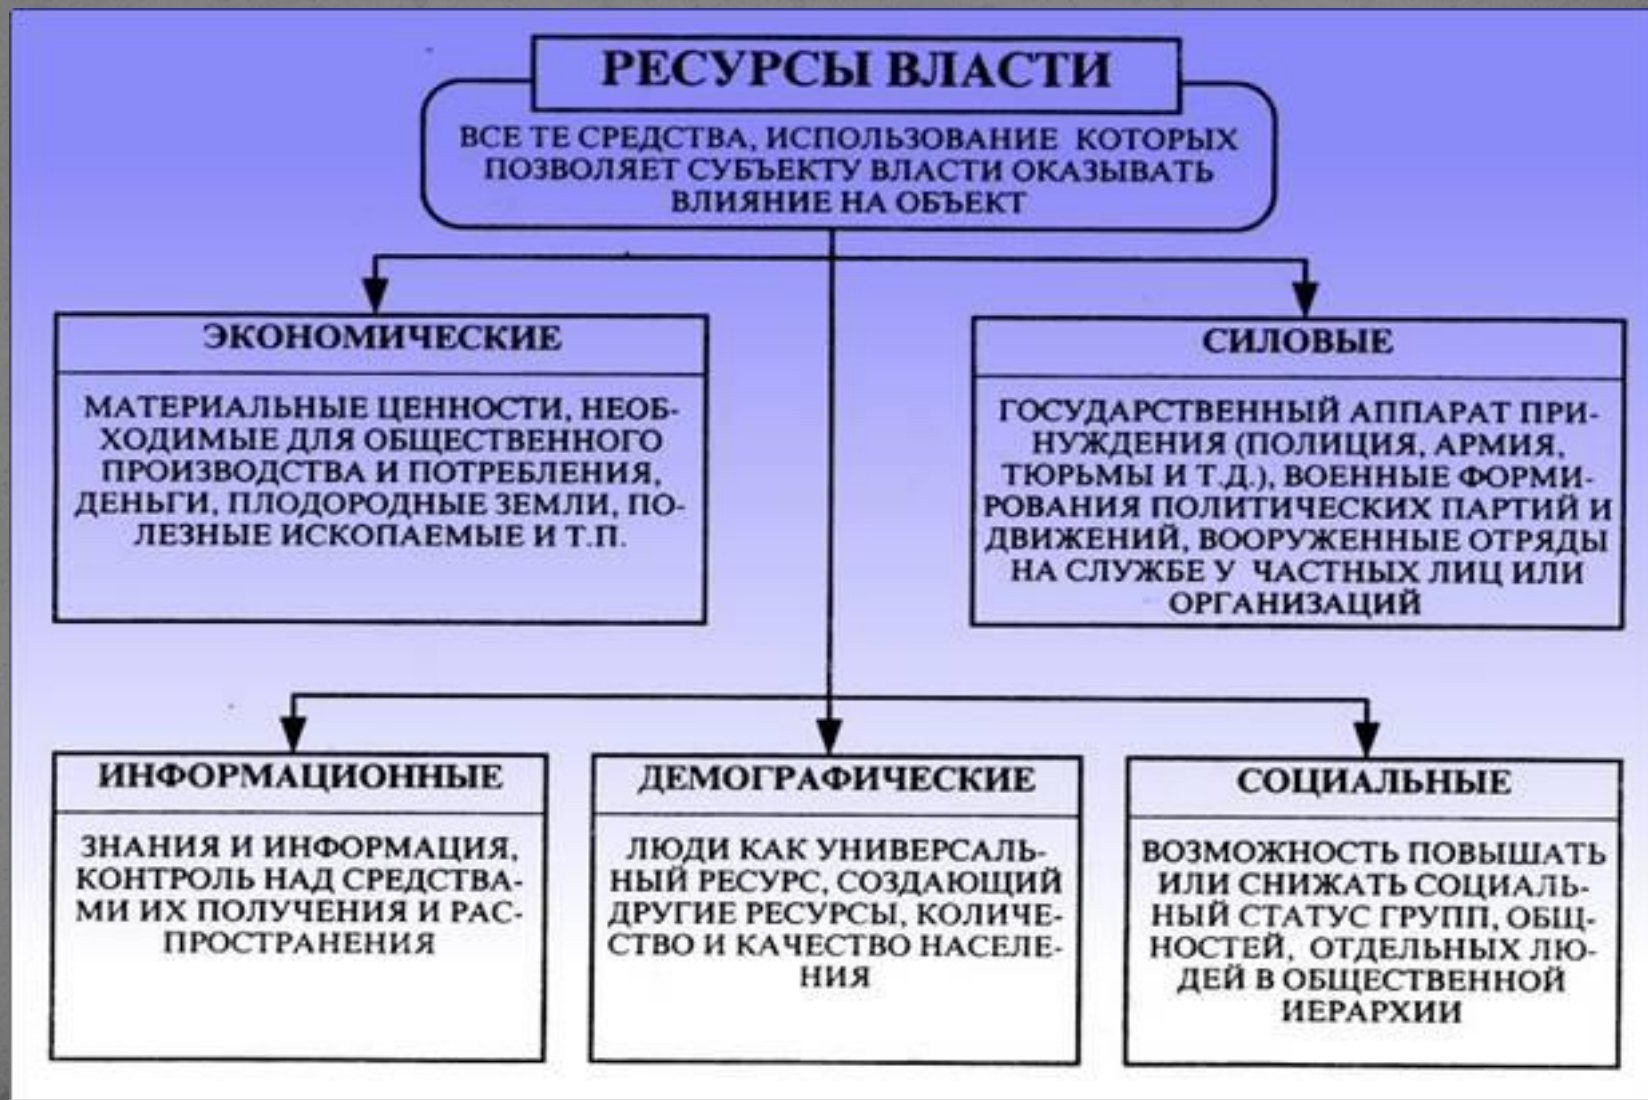 РЕСУРСЫ ВЛАСТИ
ВСЕ ТЕ СРЕДСТВА, ИСПОЛЬЗОВАНИЕ КОТОРЫХ
ПОЗВОЛЯЕТ СУБЪЕКТУ ВЛАСТИ ОКАЗЫВАТЬ
ВЛИЯНИЕ НА ОБЪЕКТ
ЭКОНОМИЧЕСКИЕ
МАТЕРИАЛЬНЫЕ ЦЕННОСТИ, НЕОБ-
ХОДИМЫЕ ДЛЯ ОБЩЕСТВЕННОГО
ПРОИЗВОДСТВА И ПОТРЕБЛЕНИЯ,
ДЕНЬГИ, ПЛОДОРОДНЫЕ ЗЕМЛИ, ПО-
ЛЕЗНЫЕ ИСКОПАЕМЫЕ И Т.П.
СИЛОВЫЕ
ГОСУДАРСТВЕННЫЙ АППАРАТ ПРИ-
НУЖДЕНИЯ (ПОЛИЦИЯ, АРМИЯ,
ТЮРЬМЫ И Т.Д.), ВОЕННЫЕ ФОРМИ-
РОВАНИЯ ПОЛИТИЧЕСКИХ ПАРТИЙ И
ДВИЖЕНИЙ, ВООРУЖЕННЫЕ ОТРЯДЫ
НА СЛУЖБЕ У ЧАСТНЫХ ЛИЦ ИЛИ
ОРГАНИЗАЦИЙ
ИНФОРМАЦИОННЫЕ
ЗНАНИЯ И ИНФОРМАЦИЯ,
КОНТРОЛЬ НАД СРЕДСТВА-
МИ ИХ ПОЛУЧЕНИЯ И РАС-
ПРОСТРАНЕНИЯ
ДЕМОГРАФИЧЕСКИЕ
ЛЮДИ КАК УНИВЕРСАЛЬ-
НЫЙ РЕСУРС, СОЗДАЮЩИЙ
ДРУГИЕ РЕСУРСЫ, КОЛИЧЕ-
СТВО И КАЧЕСТВО НАСЕЛЕ-
НИЯ
СОЦИАЛЬНЫЕ
ВОЗМОЖНОСТЬ ПОВЫШАТЬ
ИЛИ СНИЖАТЬ СОЦИАЛЬ-
НЫЙ СТАТУС ГРУПП, ОБЩ-
НОСТЕЙ, ОТДЕЛЬНЫХ ЛЮ-
ДЕЙ В ОБЩЕСТВЕННОЙ
ИЕРАРХИИ